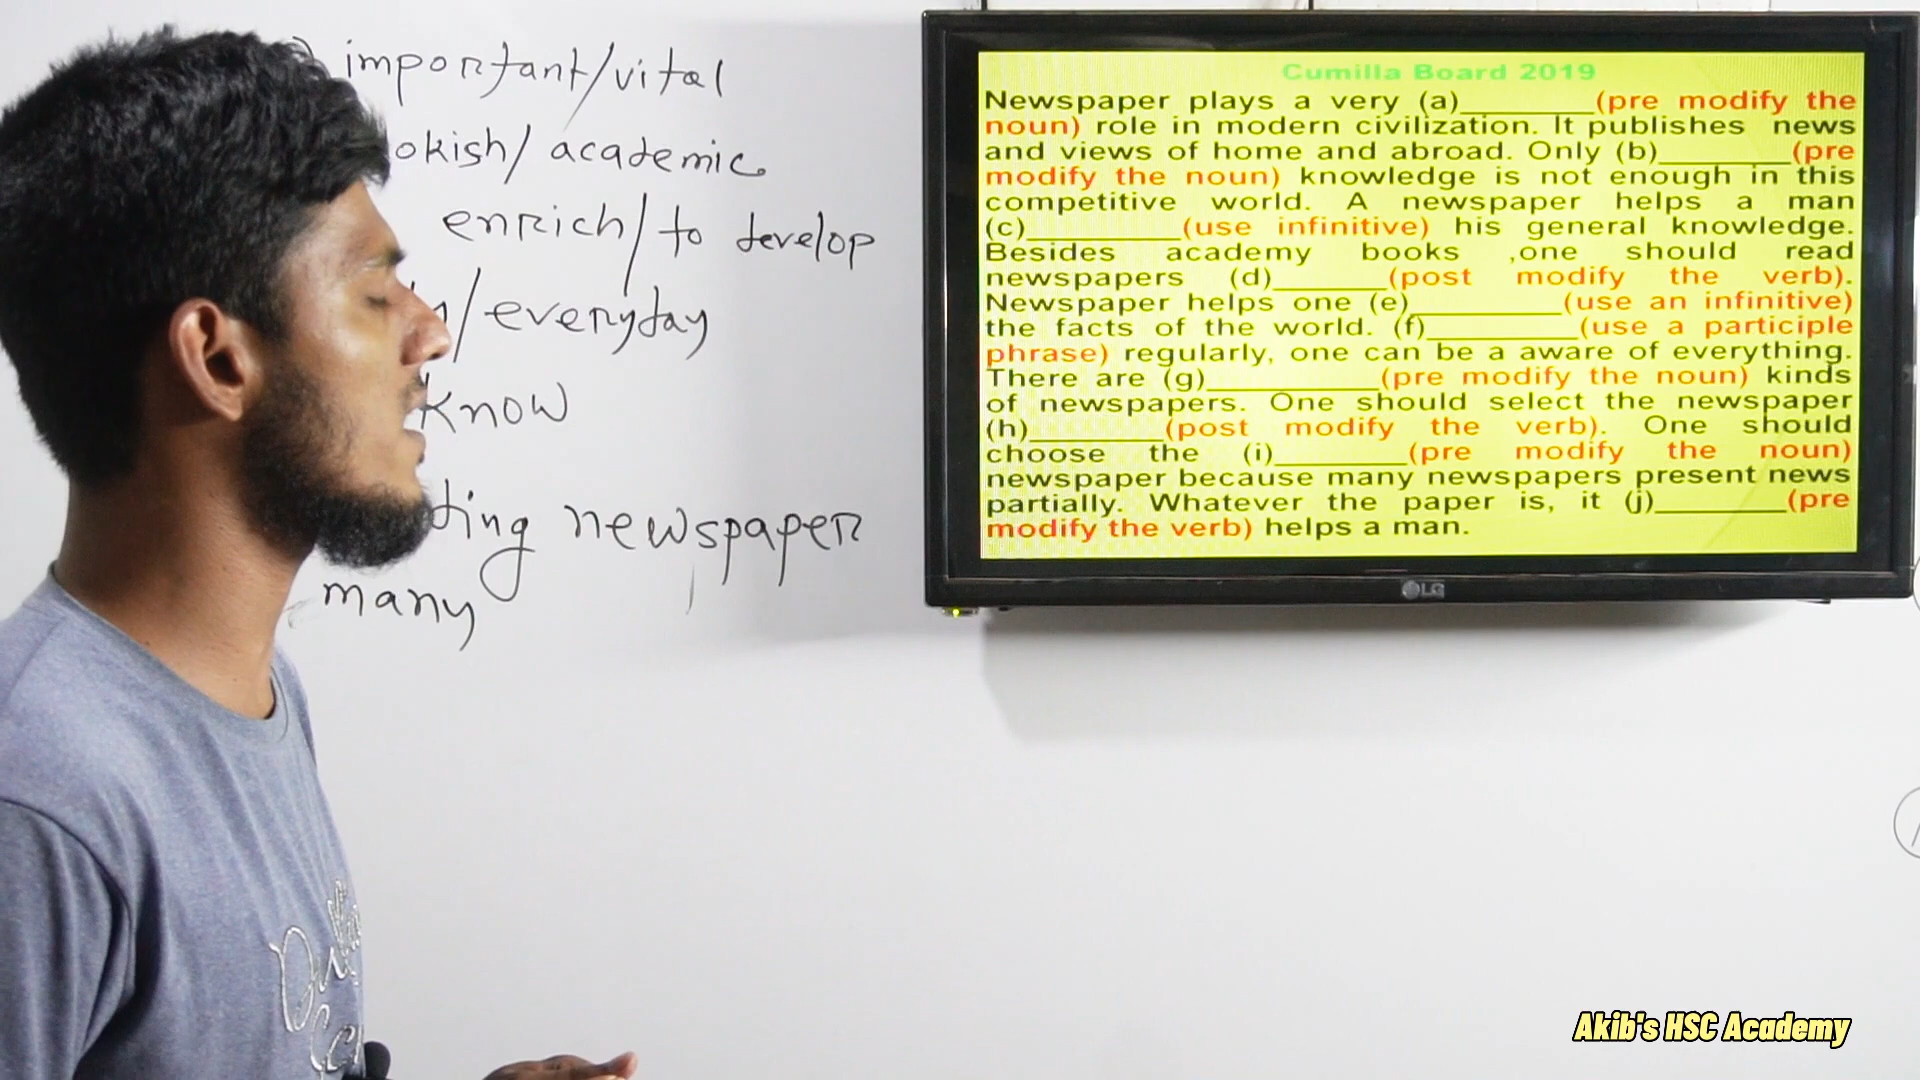 important/vital
okish/ academic
enrich/ to develop
/everyday
know
ting newspaper
many
Cumilla Board 2019
Newspaper plays a very (a)________(pre modify the
noun) role in modern civilization. It publishes news
and views of home and abroad. Only (b)________(pre
modify the noun) knowledge is not enough in this
competitive world. A newspaper helps a man
(c)_________(use infinitive) his general knowledge.
Besides academy books ,one should read
newspapers (d)_______(post modify the verb).
Newspaper helps one (e)_________(use an infinitive)
the facts of the world. (f)_________(use a participle
phrase) regularly, one can be a aware of everything.
There are (g)__________(pre modify the noun) kinds
of newspapers. One should select the newspaper
(h)________(post modify the verb). One should
choose the (i)________(pre modify the noun)
newspaper because many newspapers present news
partially. Whatever the paper is, it (j)________(pre
modify the verb) helps a man.
LG
Akib's HSC Academy